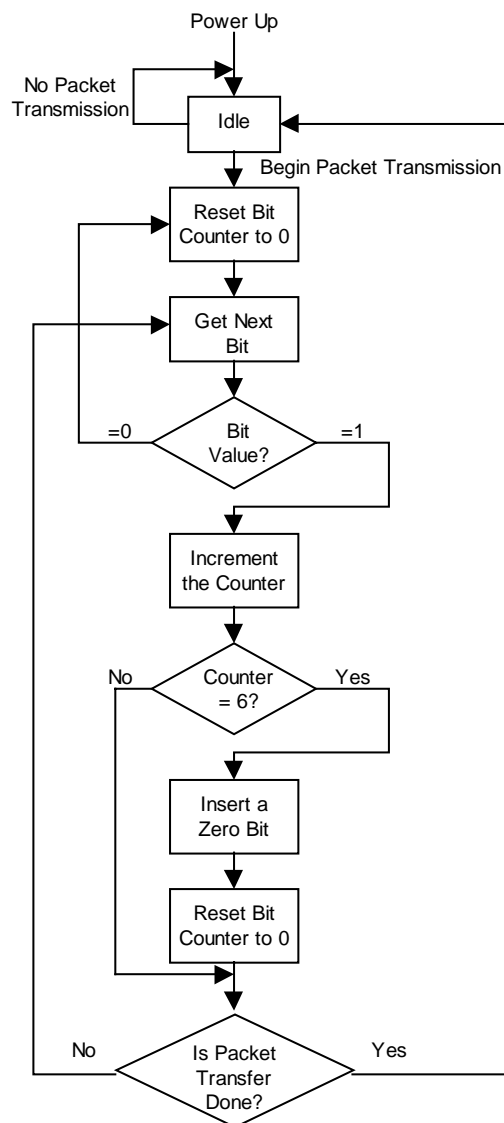 Power Up
No Packet
Transmission
Idle
Begin Packet Transmission
Reset Bit
Counter to 0
Get Next
Bit
=0
Bit
Value?
=1
Increment
the Counter
No
Counter
= 6?
Yes
Insert a
Zero Bit
Reset Bit
Counter to 0
No
Is Packet
Transfer
Done?
Yes